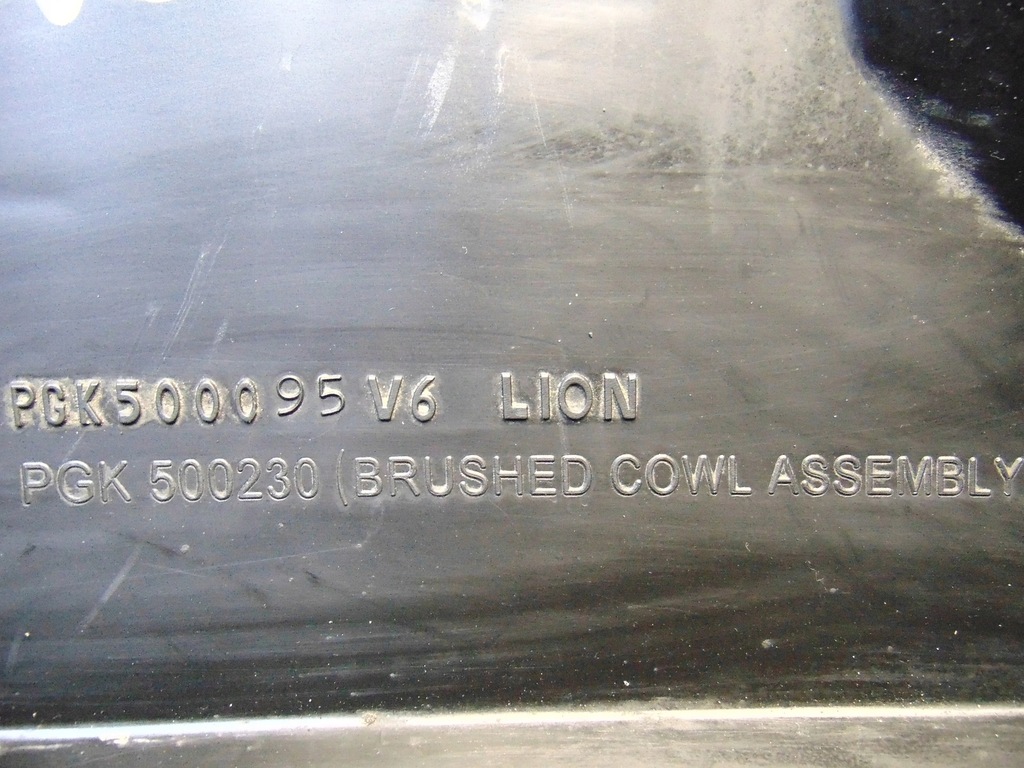 PGK500095 V6 LION
PGK 500230 (BRUSHED COWL ASSEMBLY